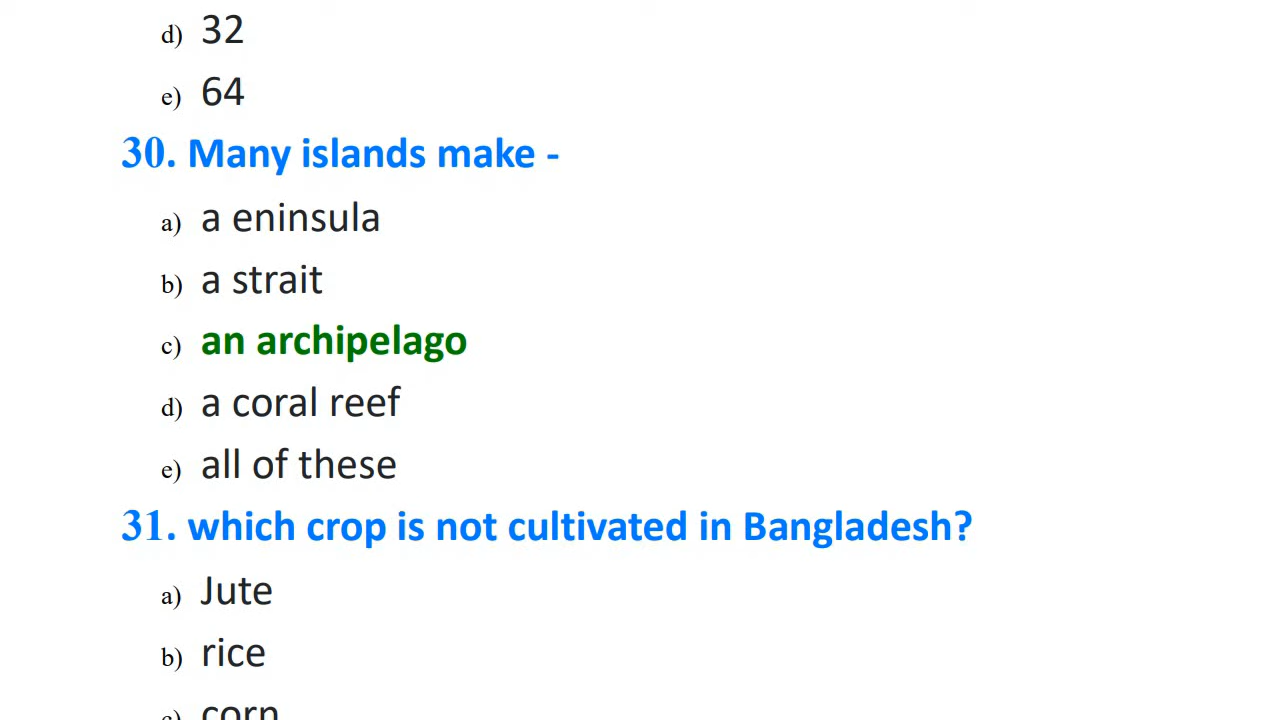 d) 32
e) 64
30. Many islands make -
a) a eninsula
b) a strait
c) an archipelago
d) a coral reef
e) all of these
31. which crop is not cultivated in Bangladesh?
a) Jute
b) rice
c) corn